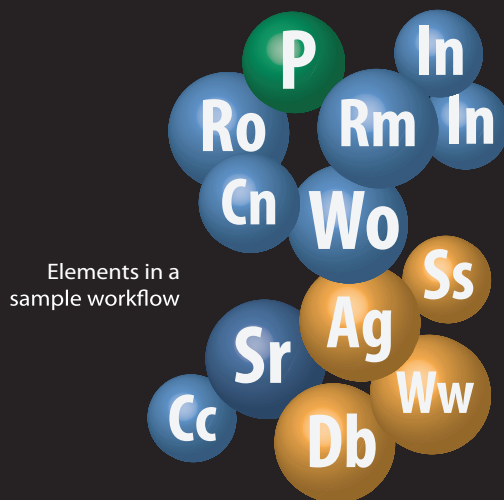 P
In
Ro
Rm
In
Cn
Wo
Elements in a
sample workflow
Ss
Ag
Sr
Ww
Cc
Db